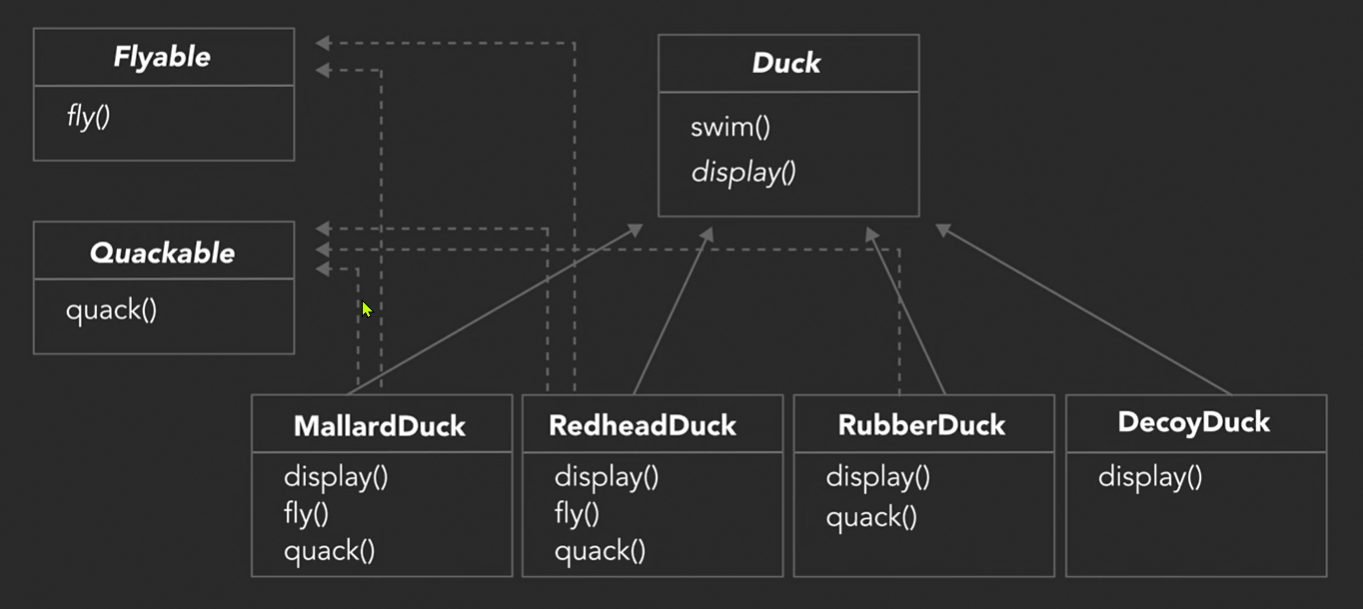 Flyable
fly()
Duck
swim()
display()
Quackable
quack()
MallardDuck
display()
fly()
quack()
RedheadDuck
display()
fly()
quack()
RubberDuck
display()
quack()
DecoyDuck
display()